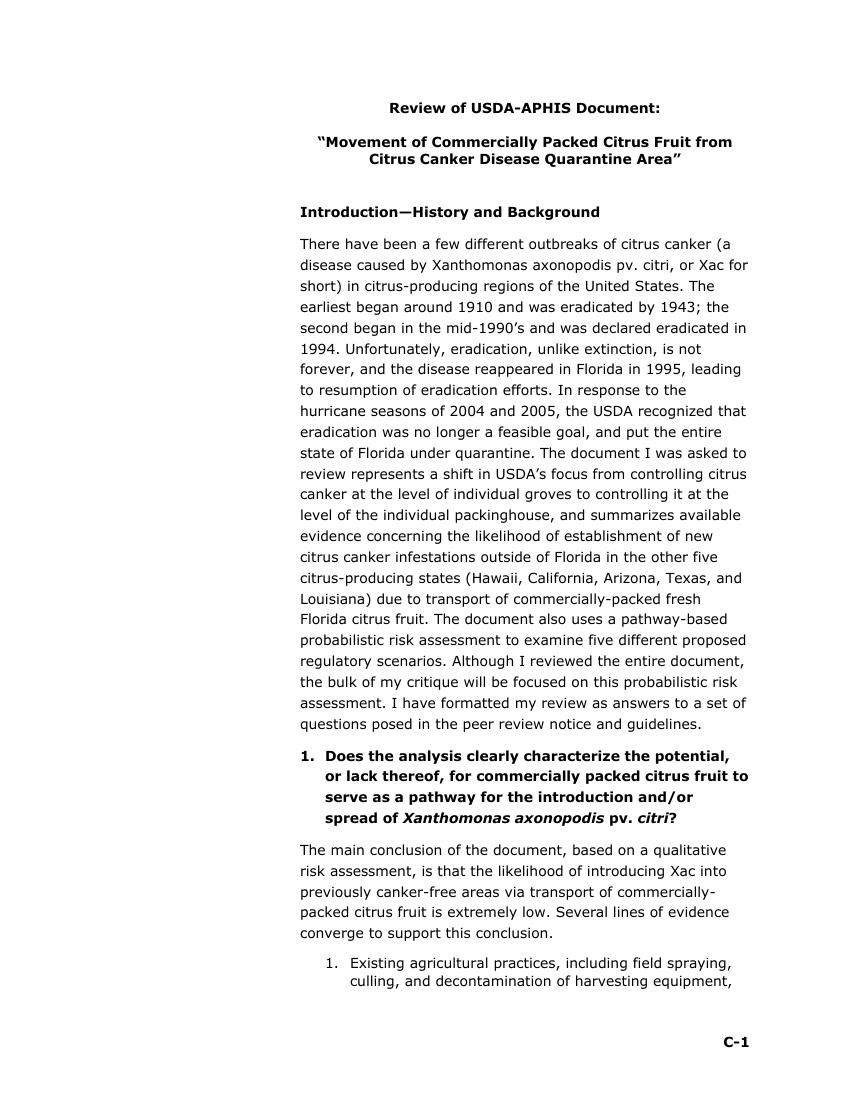 Review of USDA-APHIS Document:
“Movement of Commercially Packed Citrus Fruit from
Citrus Canker Disease Quarantine Area”
Introduction—History and Background
There have been a few different outbreaks of citrus canker (a
disease caused by Xanthomonas axonopodis pv. citri, or Xac for
short) in citrus-producing regions of the United States. The
earliest began around 1910 and was eradicated by 1943; the
second began in the mid-1990’s and was declared eradicated in
1994. Unfortunately, eradication, unlike extinction, is not
forever, and the disease reappeared in Florida in 1995, leading
to resumption of eradication efforts. In response to the
hurricane seasons of 2004 and 2005, the USDA recognized that
eradication was no longer a feasible goal, and put the entire
state of Florida under quarantine. The document I was asked to
review represents a shift in USDA’s focus from controlling citrus
canker at the level of individual groves to controlling it at the
level of the individual packinghouse, and summarizes available
evidence concerning the likelihood of establishment of new
citrus canker infestations outside of Florida in the other five
citrus-producing states (Hawaii, California, Arizona, Texas, and
Louisiana) due to transport of commercially-packed fresh
Florida citrus fruit. The document also uses a pathway-based
probabilistic risk assessment to examine five different proposed
regulatory scenarios. Although I reviewed the entire document,
the bulk of my critique will be focused on this probabilistic risk
assessment. I have formatted my review as answers to a set of
questions posed in the peer review notice and guidelines.
1. Does the analysis clearly characterize the potential,
or lack thereof, for commercially packed citrus fruit to
serve as a pathway for the introduction and/or
spread of Xanthomonas axonopodis pv. citri?
The main conclusion of the document, based on a qualitative
risk assessment, is that the likelihood of introducing Xac into
previously canker-free areas via transport of commercially-
packed citrus fruit is extremely low. Several lines of evidence
converge to support this conclusion.
1. Existing agricultural practices, including field spraying,
culling, and decontamination of harvesting equipment,
C-1